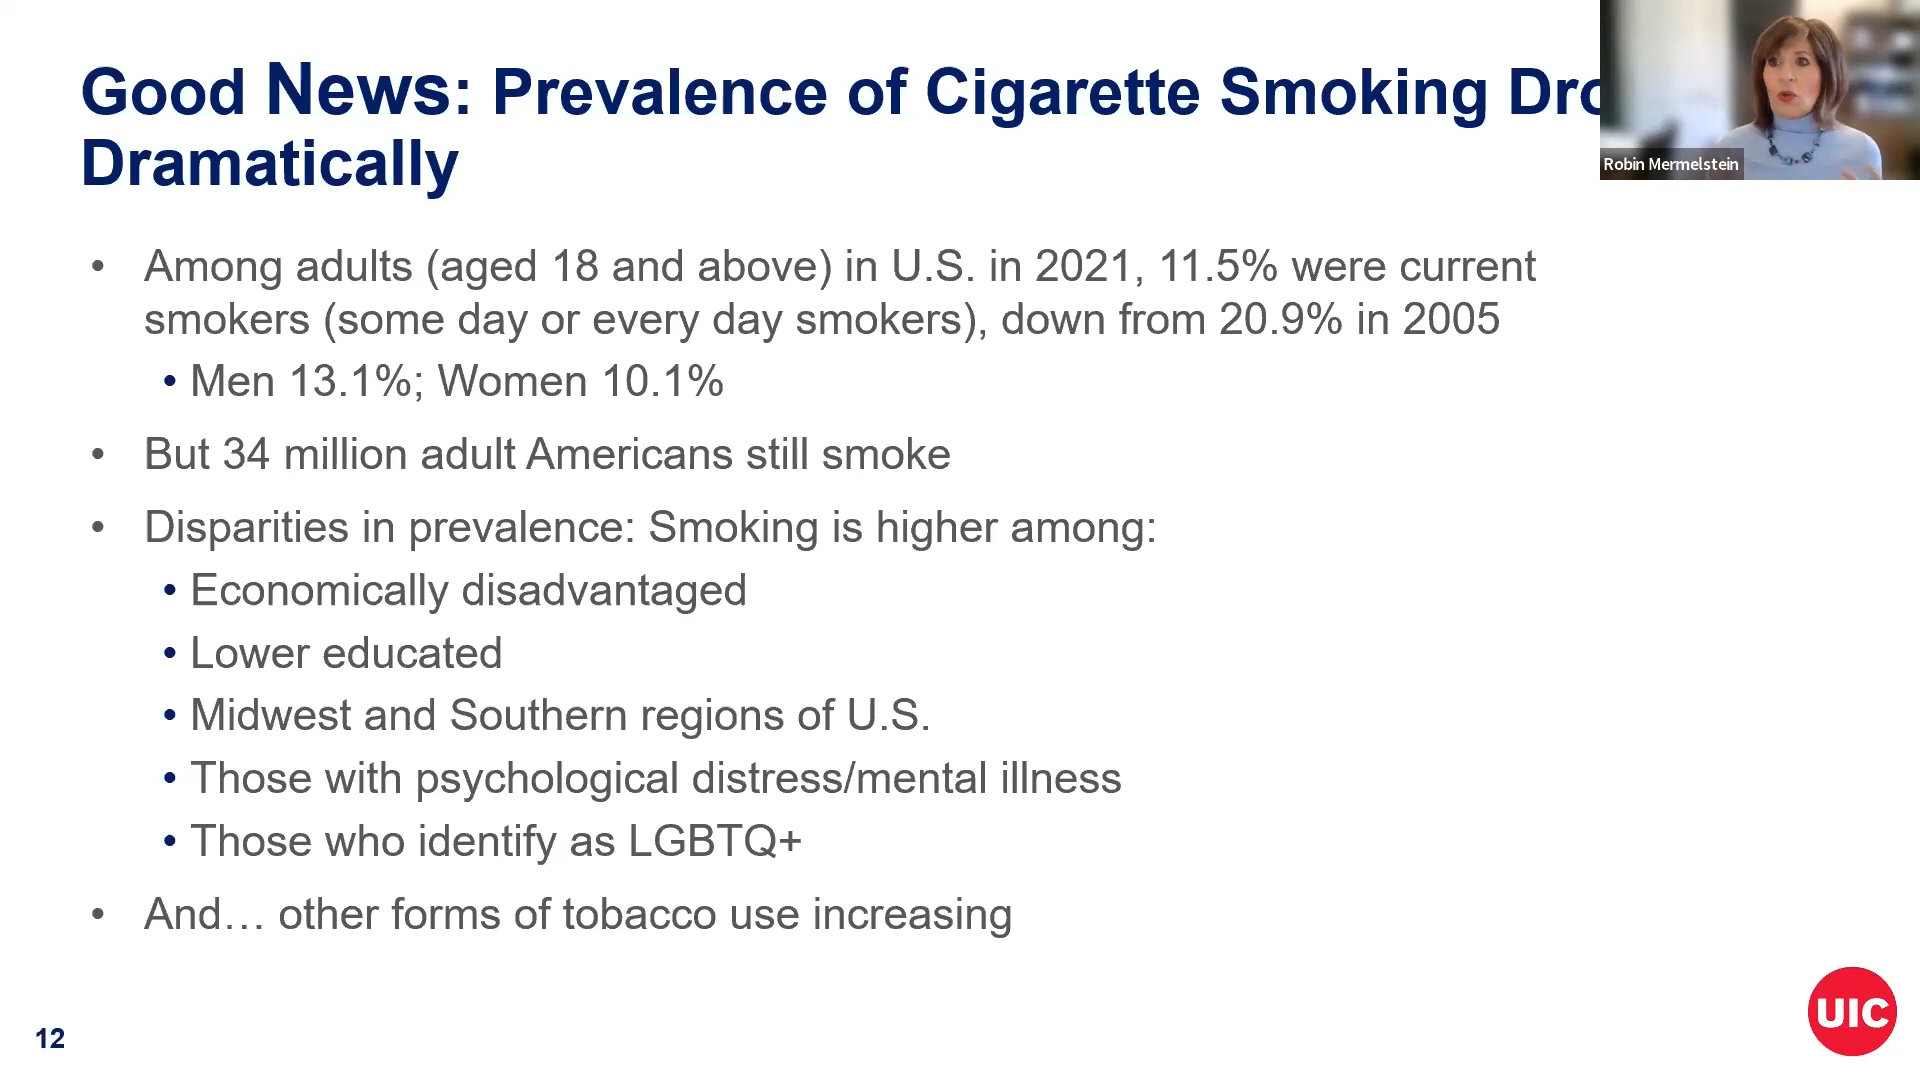 Good News: Prevalence of Cigarette Smoking
Dramatically
Robin Mermelstein
• Among adults (aged 18 and above) in U.S. in 2021, 11.5% were current
smokers (some day or every day smokers), down from 20.9% in 2005
• Men 13.1%; Women 10.1%
• But 34 million adult Americans still smoke
• Disparities in prevalence: Smoking is higher among:
• Economically disadvantaged
• Lower educated
• Midwest and Southern regions of U.S.
• Those with psychological distress/mental illness
• Those who identify as LGBTQ+
• And… other forms of tobacco use increasing
12
UIC